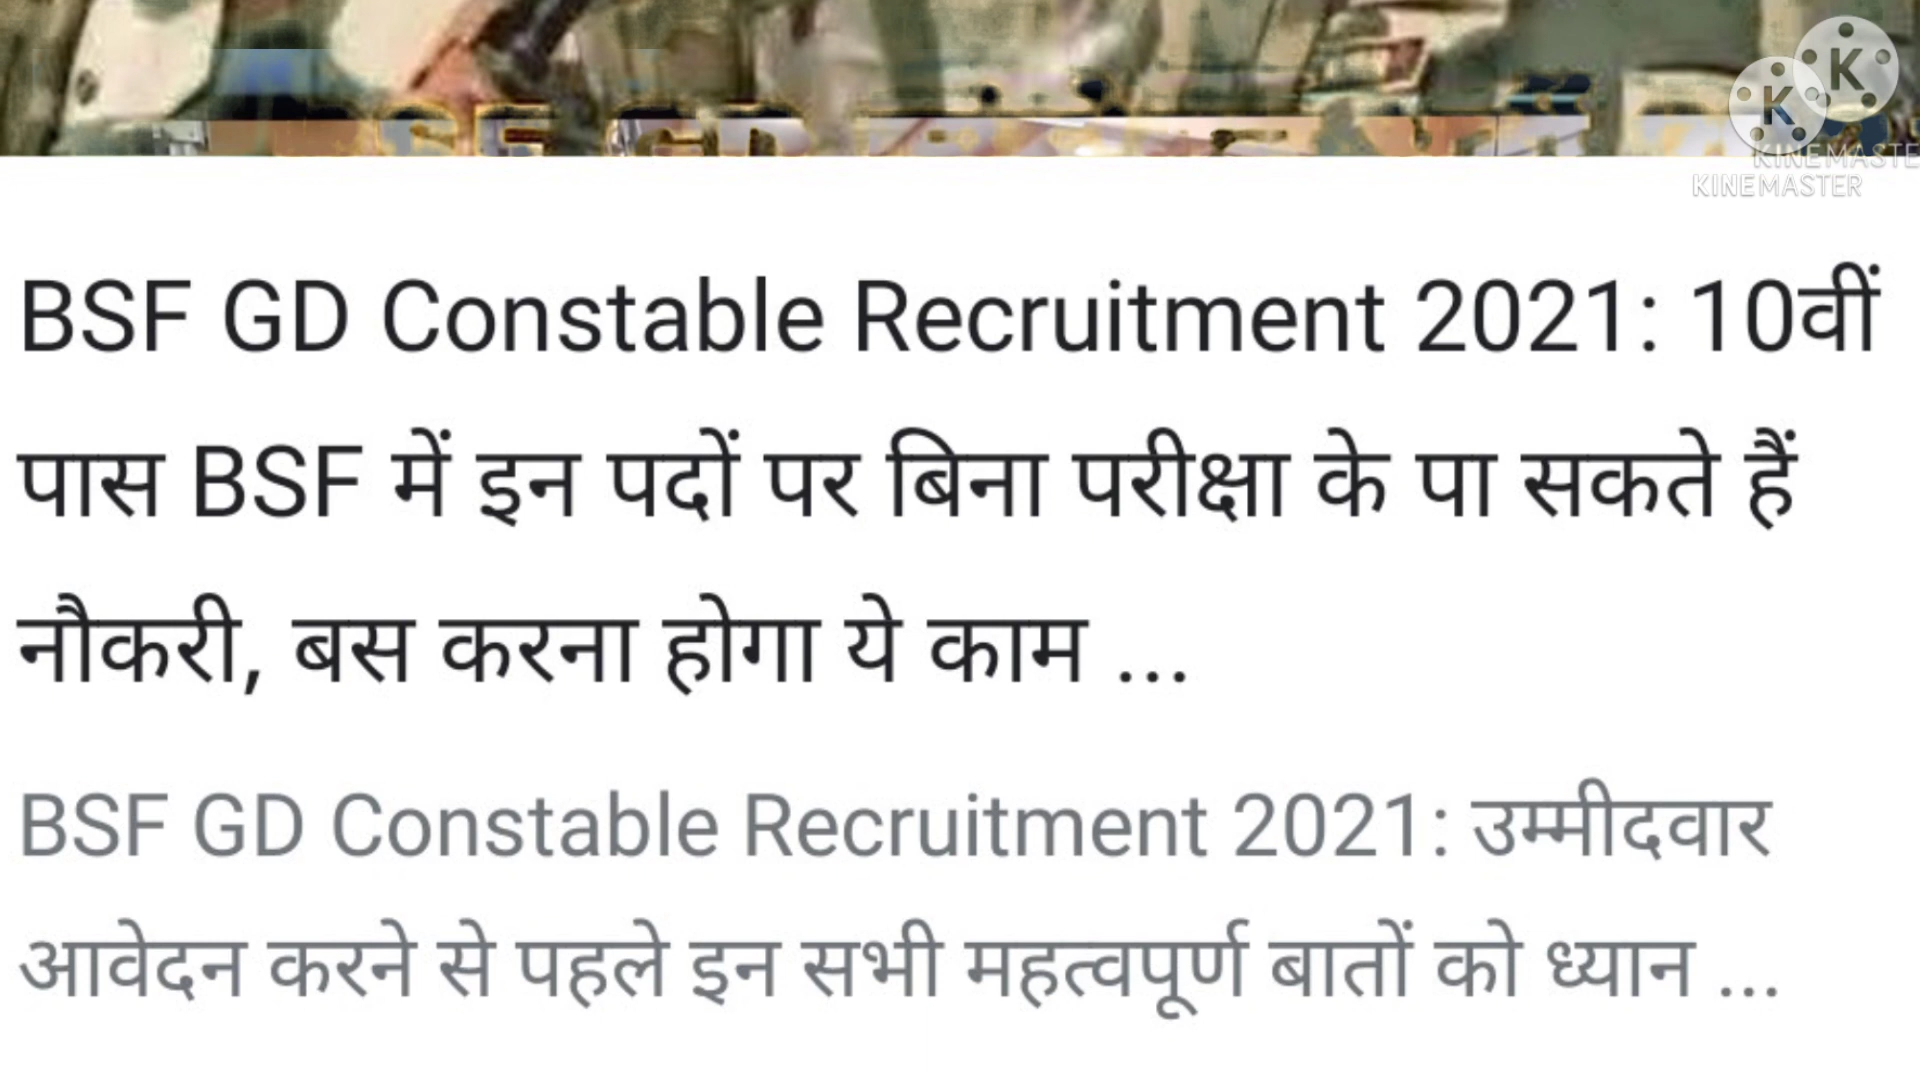 KINEMASTE
KINEMASTER
BSF GD Constable Recruitment 2021: 10वीं
पास BSF में इन पदों पर बिना परीक्षा के पा सकते हैं
नौकरी, बस करना होगा ये काम ...
BSF GD Constable Recruitment 2021: उम्मीदवार
आवेदन करने से पहले इन सभी महत्वपूर्ण बातों को ध्यान ...